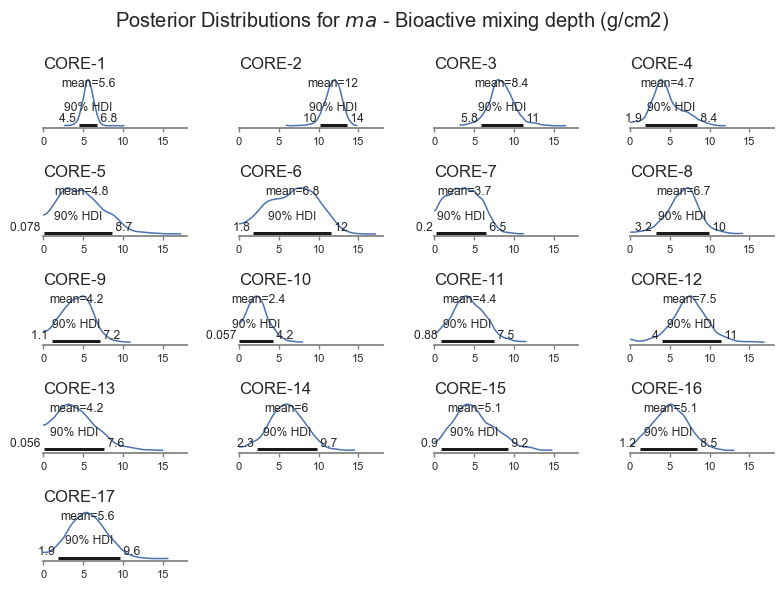 Posterior Distributions for ma - Bioactive mixing depth (g/cm2)
CORE-1
mean=5.6
90% HDI
4.5 6.8
0 5 10 15
CORE-2
mean=12
90% HDI
10 14
0 5 10 15
CORE-3
mean=8.4
90% HDI
5.8 11
0 5 10 15
CORE-4
mean=4.7
90% HDI
1.9 8.4
0 5 10 15
CORE-5
mean=4.8
90% HDI
0.078 8.7
0 5 10 15
CORE-6
mean=6.8
90% HDI
1.8 12
0 5 10 15
CORE-7
mean=3.7
90% HDI
0.2 6.5
0 5 10 15
CORE-8
mean=6.7
90% HDI
3.2 10
0 5 10 15
CORE-9
mean=4.2
90% HDI
1.1 7.2
0 5 10 15
CORE-10
mean=2.4
90% HDI
0.057 4.2
0 5 10 15
CORE-11
mean=4.4
90% HDI
0.88 7.5
0 5 10 15
CORE-12
mean=7.5
90% HDI
4 11
0 5 10 15
CORE-13
mean=4.2
90% HDI
0.056 7.6
0 5 10 15
CORE-14
mean=6
90% HDI
2.3 9.7
0 5 10 15
CORE-15
mean=5.1
90% HDI
0.9 9.2
0 5 10 15
CORE-16
mean=5.1
90% HDI
1.2 8.5
0 5 10 15
CORE-17
mean=5.6
90% HDI
1.9 9.6
0 5 10 15